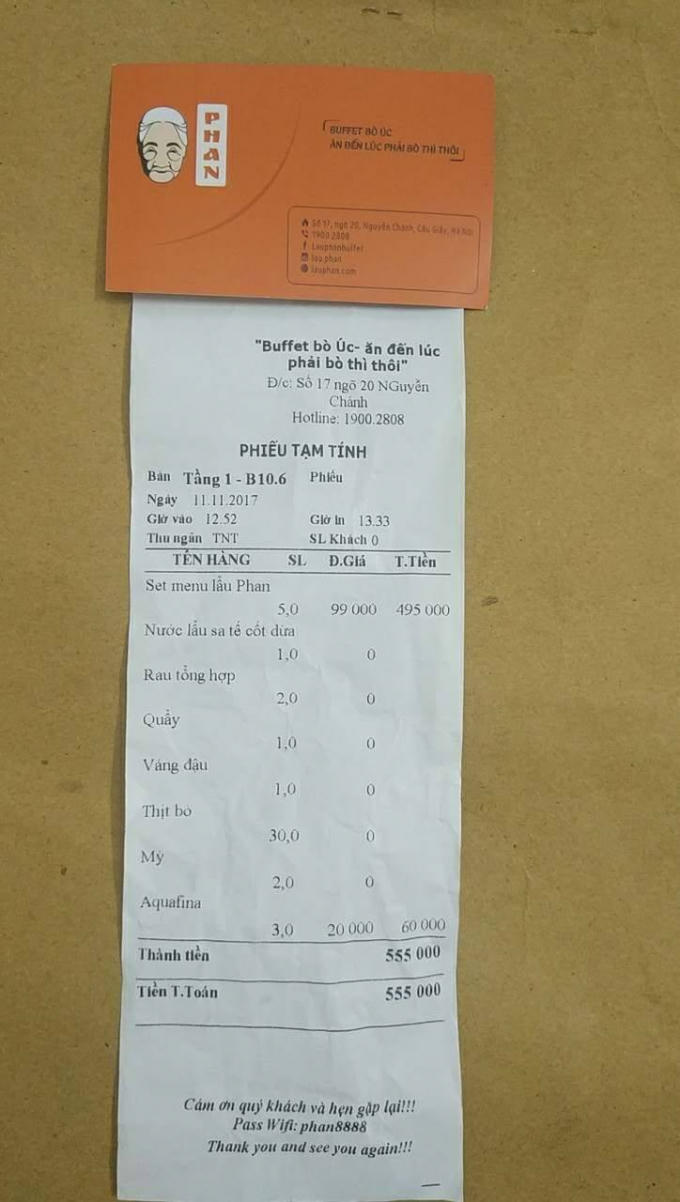 PHAN
BUFFET BÒ ÚC
ĂN ĐẾN LÚC PHẢI BÒ THÌ THÔI
Số 17, ngõ 20, Nguyễn Chánh, Cầu Giấy, Hà Nội
1900 2808
Lauphanbuffet
lau.phan
lauphan.com
"Buffet bò Úc- ăn đến lúc
phải bò thì thôi"
Đ/c: Số 17 ngõ 20 NGuyễn
Chánh
Hotline: 1900.2808
PHIẾU TẠM TÍNH
Bàn Tầng 1 - B10.6 Phiếu
Ngày 11.11.2017
Giờ vào 12.52 Giờ in 13.33
Thu ngân TNT SL Khách 0
TÊN HÀNG SL Đ.Giá T.Tiền
Set menu lẩu Phan
5,0 99 000 495 000
Nước lẩu sa tế cốt dừa
1,0 0
Rau tổng hợp
2,0 0
Quẩy
1,0 0
Váng đậu
1,0 0
Thịt bò
30,0 0
Mỳ
2,0 0
Aquafina
3,0 20 000 60 000
Thành tiền 555 000
Tiền T.Toán 555 000
Cảm ơn quý khách và hẹn gặp lại!!!
Pass Wifi: phan8888
Thank you and see you again!!!